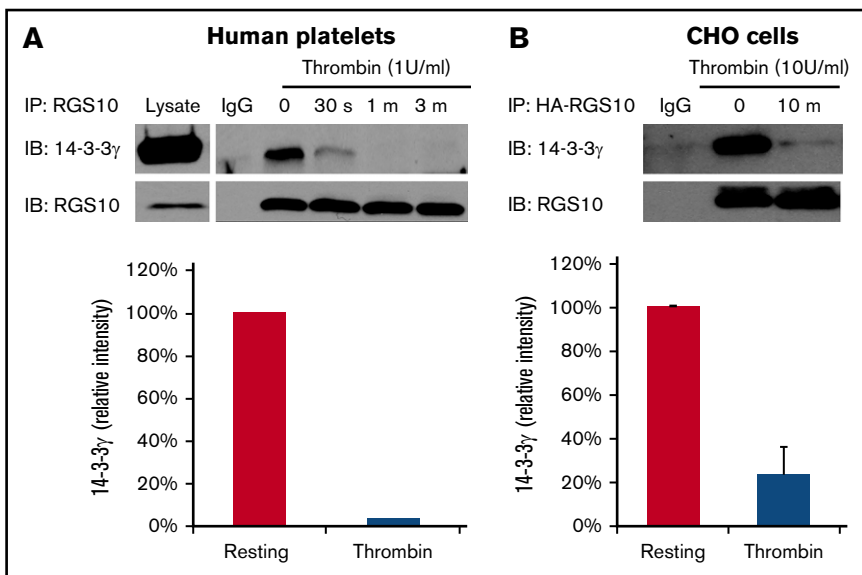 A Human platelets
Thrombin (1U/ml)
IP: RGS10 Lysate IgG 0 30 s 1 m 3 m
IB: 14-3-3γ
IB: RGS10
14-3-3γ (relative intensity)
120%
100%
80%
60%
40%
20%
0%
Resting Thrombin
B CHO cells
Thrombin (10U/ml)
IP: HA-RGS10 IgG 0 10 m
IB: 14-3-3γ
IB: RGS10
14-3-3γ (relative intensity)
120%
100%
80%
60%
40%
20%
0%
Resting Thrombin